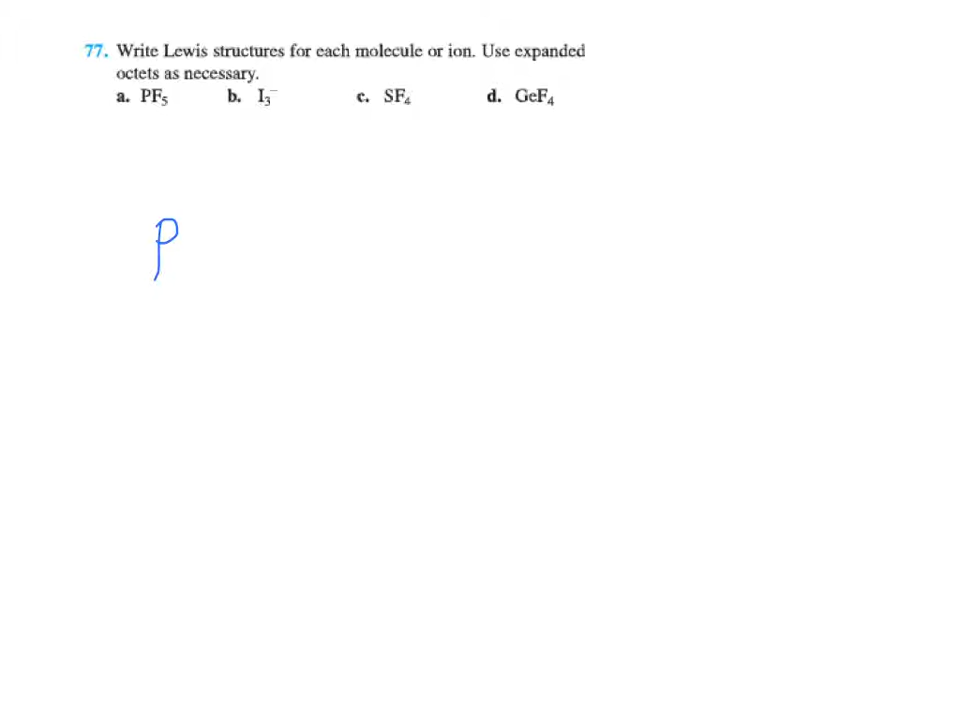 77. Write Lewis structures for each molecule or ion. Use expanded
octets as necessary.
a. PF₅ b. I₃⁻ c. SF₄ d. GeF₄
P